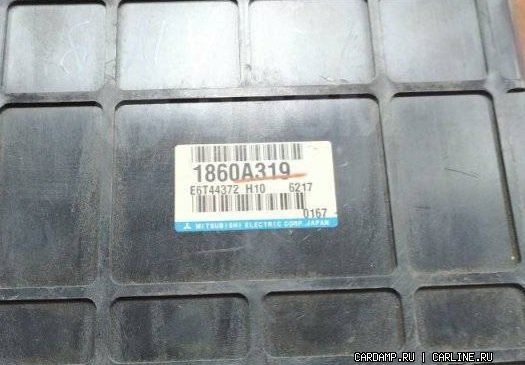 1860A319
E6T44372 H10 6217
0167
MITSUBISHI ELECTRIC CORP. JAPAN
CARDAMP.RU | CARLINE.RU